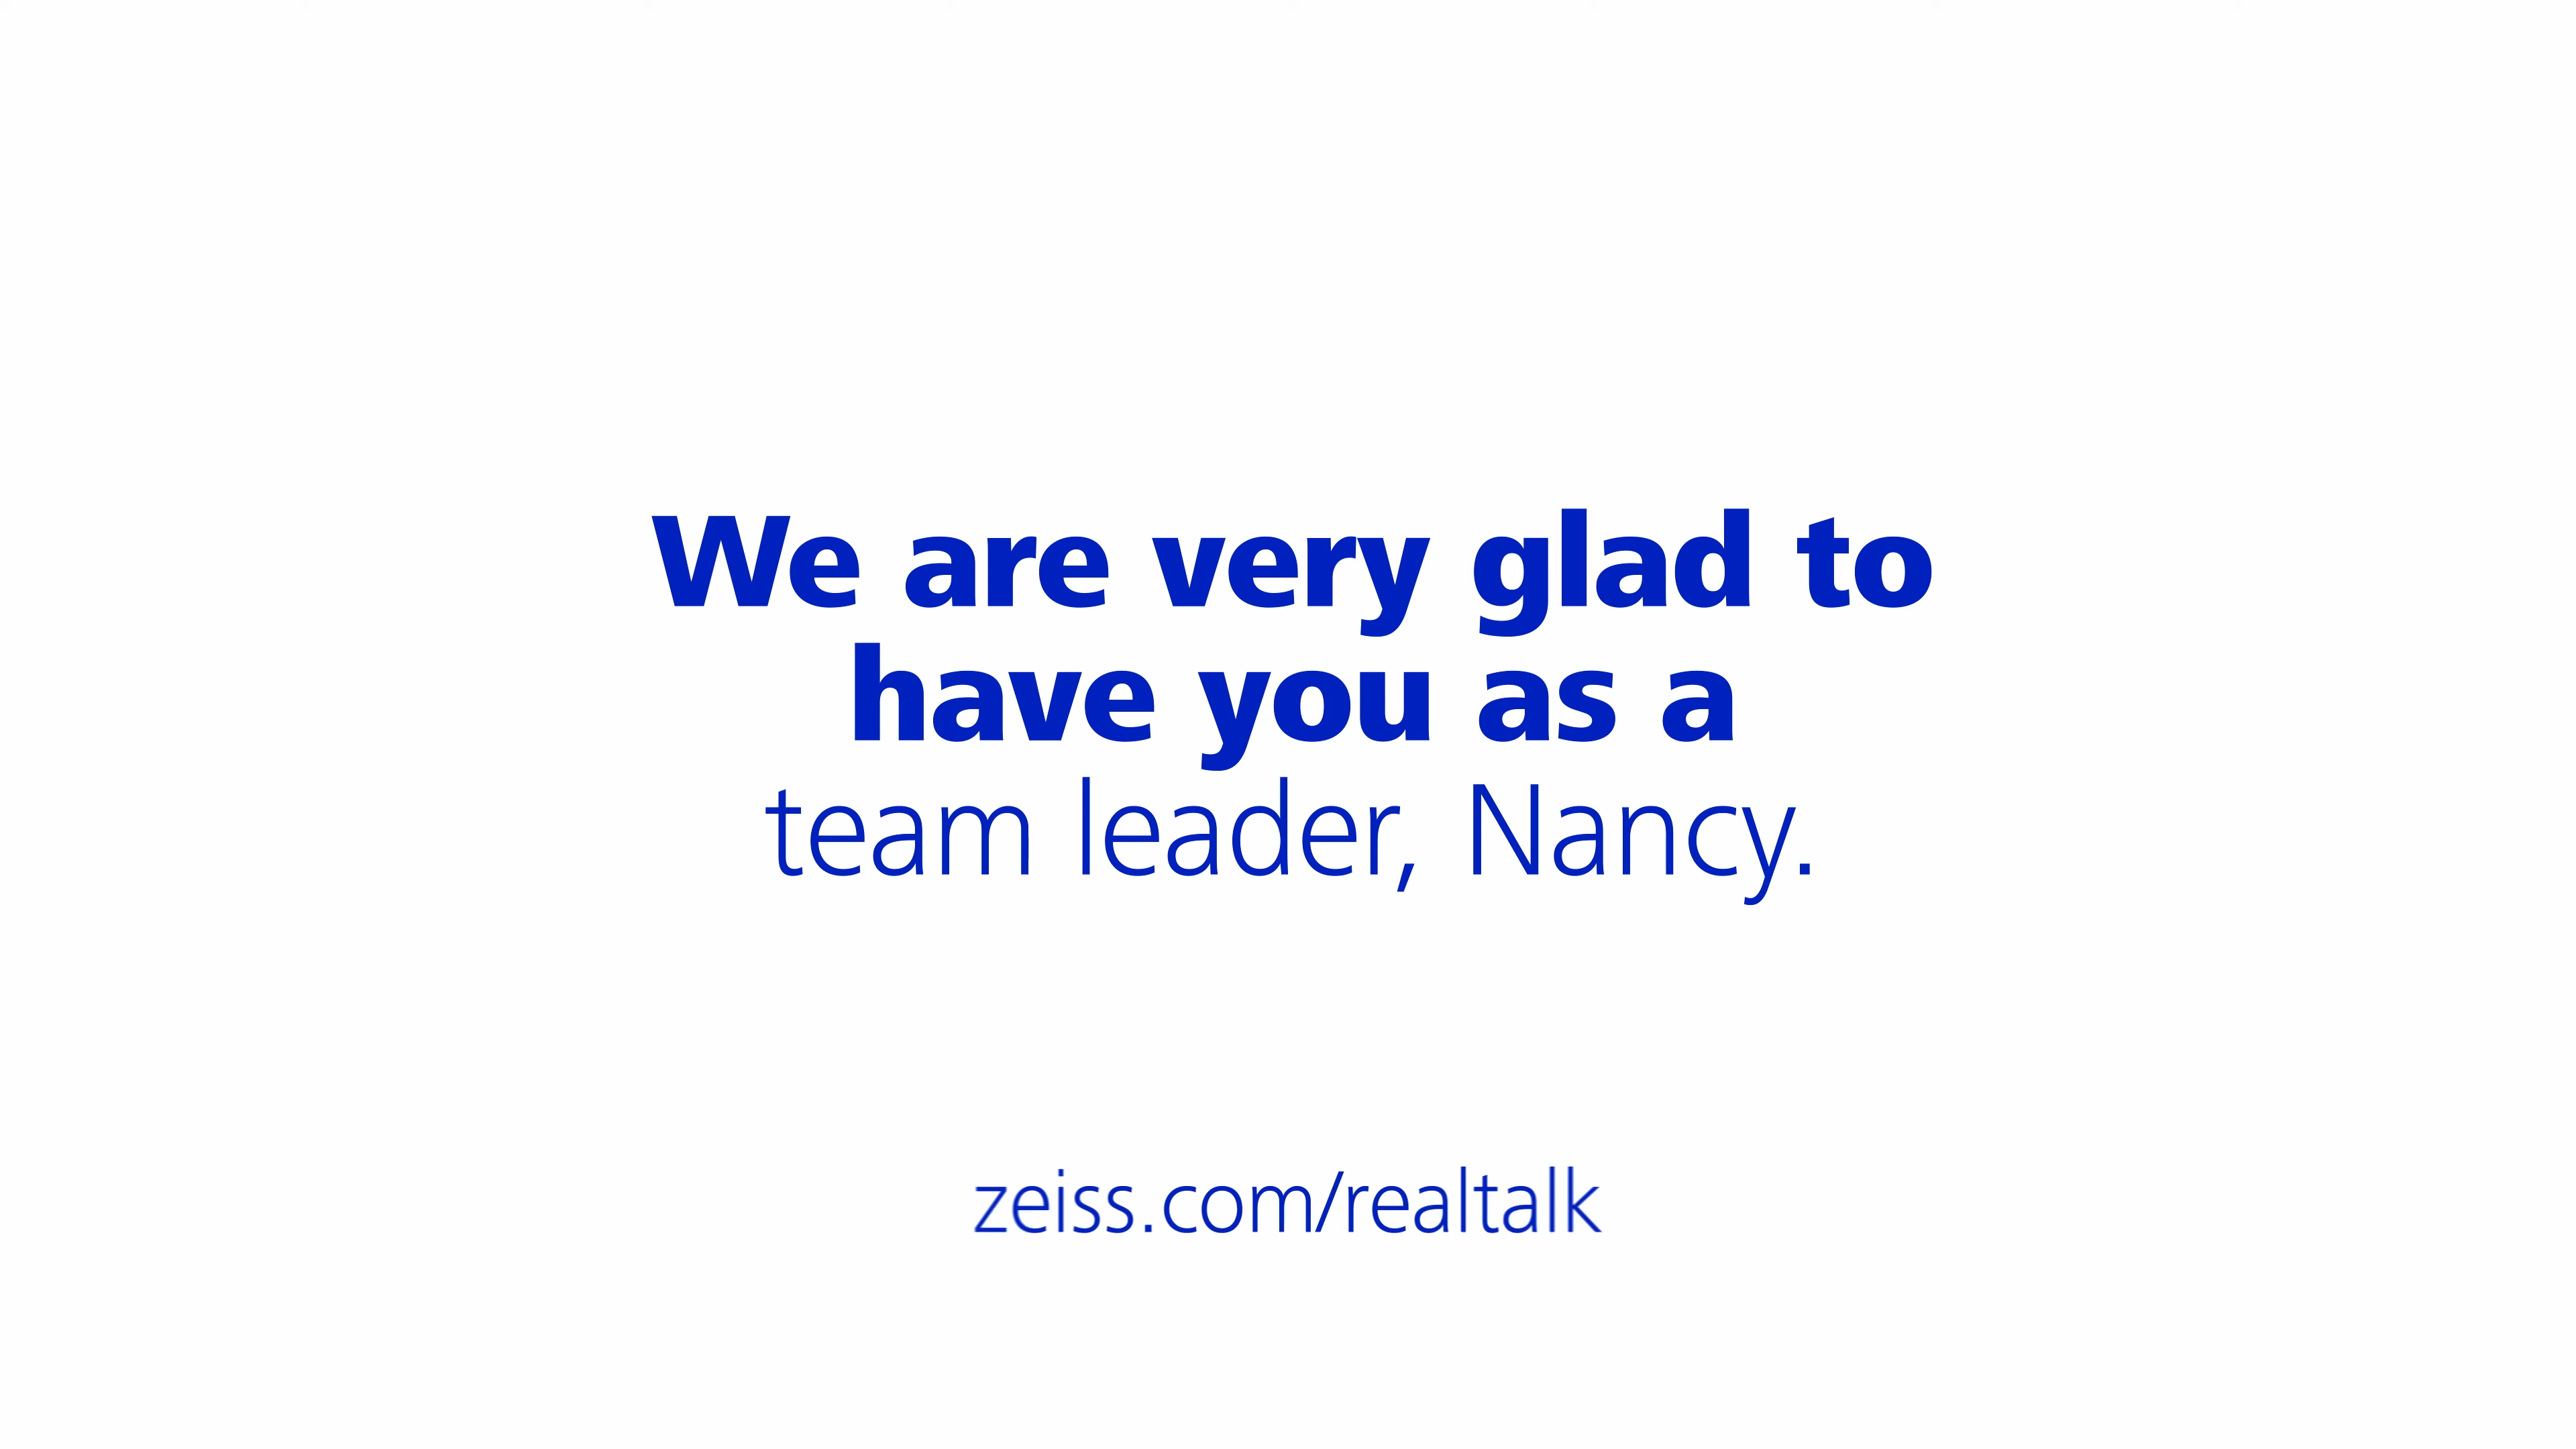 We are very glad to
have you as a
team leader, Nancy.
zeiss.com/realtalk